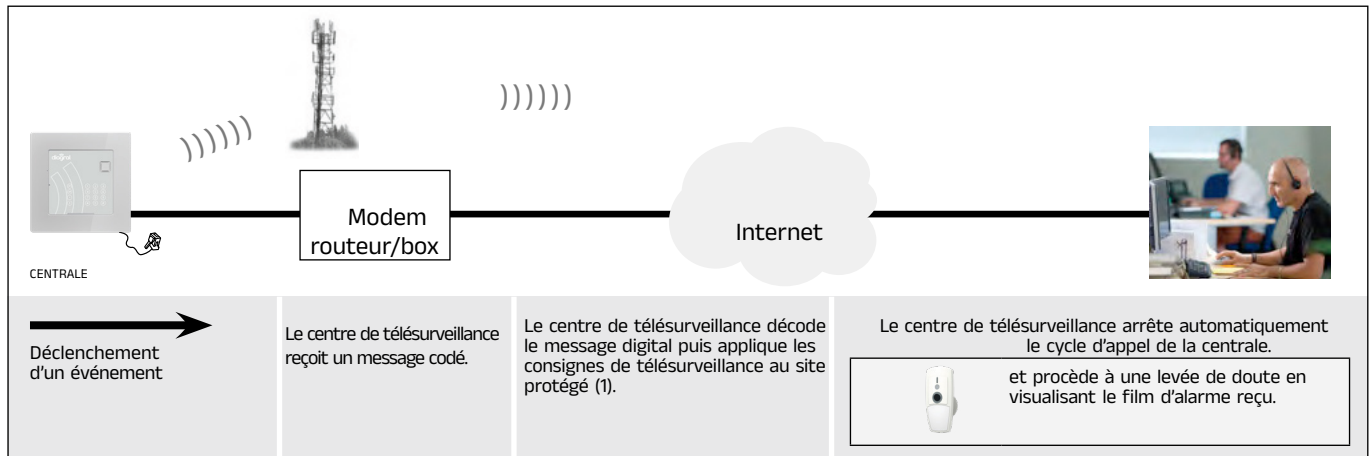 ))))))
))))))
Modem
routeur/box
Internet
CENTRALE
Déclenchement
d'un événement
Le centre de télésurveillance
reçoit un message codé.
Le centre de télésurveillance décode
le message digital puis applique les
consignes de télésurveillance au site
protégé (1).
Le centre de télésurveillance arrête automatiquement
le cycle d'appel de la centrale.
et procède à une levée de doute en
visualisant le film d'alarme reçu.